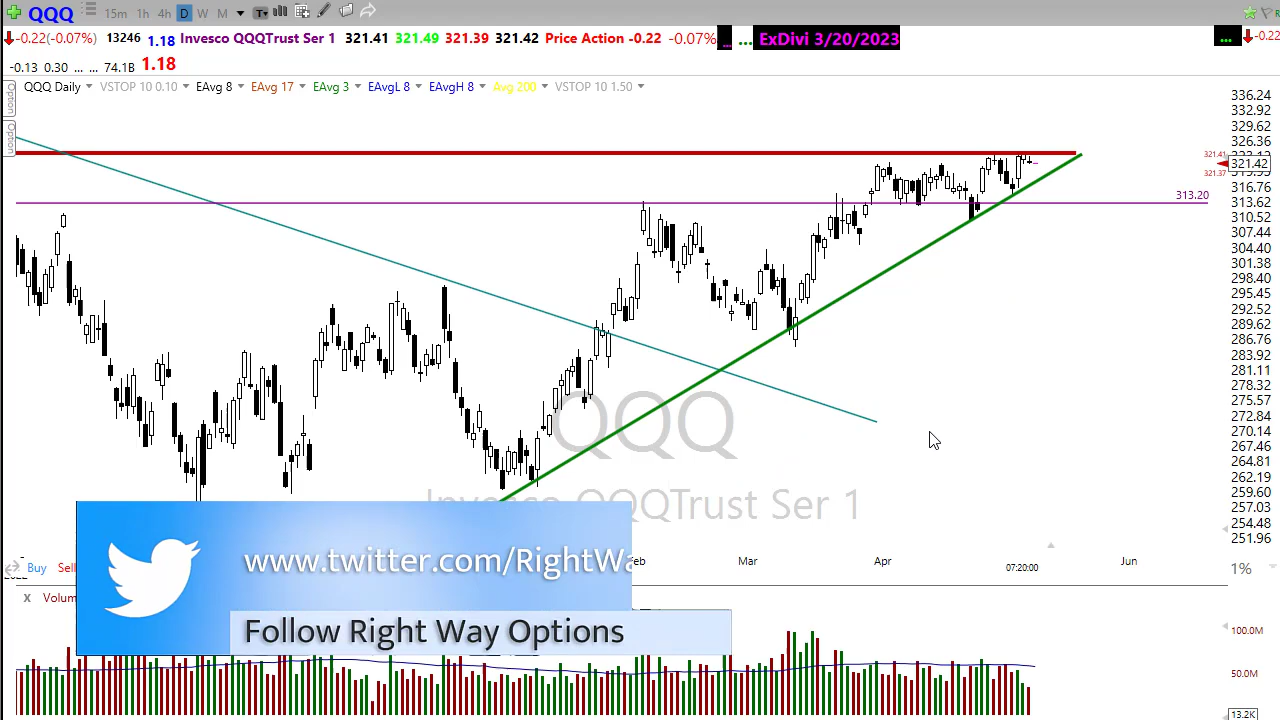 QQQ 15m 1h 4h D W M T
-0.22(-0.07%) 13246 1.18 Invesco QQQTrust Ser 1 321.41 321.49 321.39 321.42 Price Action -0.22 -0.07% ... ... ExDivi 3/20/2023 ... -0.22
-0.13 0.30 ... ... 74.1B 1.18
QQQ Daily VSTOP 10 0.10 EAvg 8 EAvg 17 EAvg 3 EAvgL 8 EAvgH 8 Avg 200 VSTOP 10 1.50
Option
Option
336.24
332.92
329.62
326.36
321.41
321.42
321.37
316.76
313.20
313.62
310.52
307.44
304.40
301.38
298.40
295.45
292.52
289.62
286.76
283.92
281.11
278.32
275.57
272.84
270.14
267.46
264.81
262.19
259.60
257.03
254.48
251.96
QQQ
Invesco QQQTrust Ser 1
Mar Apr 07:20:00 Jun
Buy Sell 1%
X Volum
www.twitter.com/RightWa
Follow Right Way Options
100.0M
50.0M
13.2K